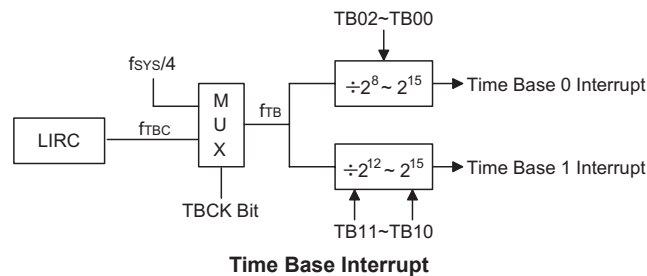 TB02~TB00
fSYS/4
÷2^8 ~ 2^15
Time Base 0 Interrupt
M
U
X
fTB
LIRC
fTBC
÷2^12 ~ 2^15
Time Base 1 Interrupt
TBCK Bit
TB11~TB10
Time Base Interrupt